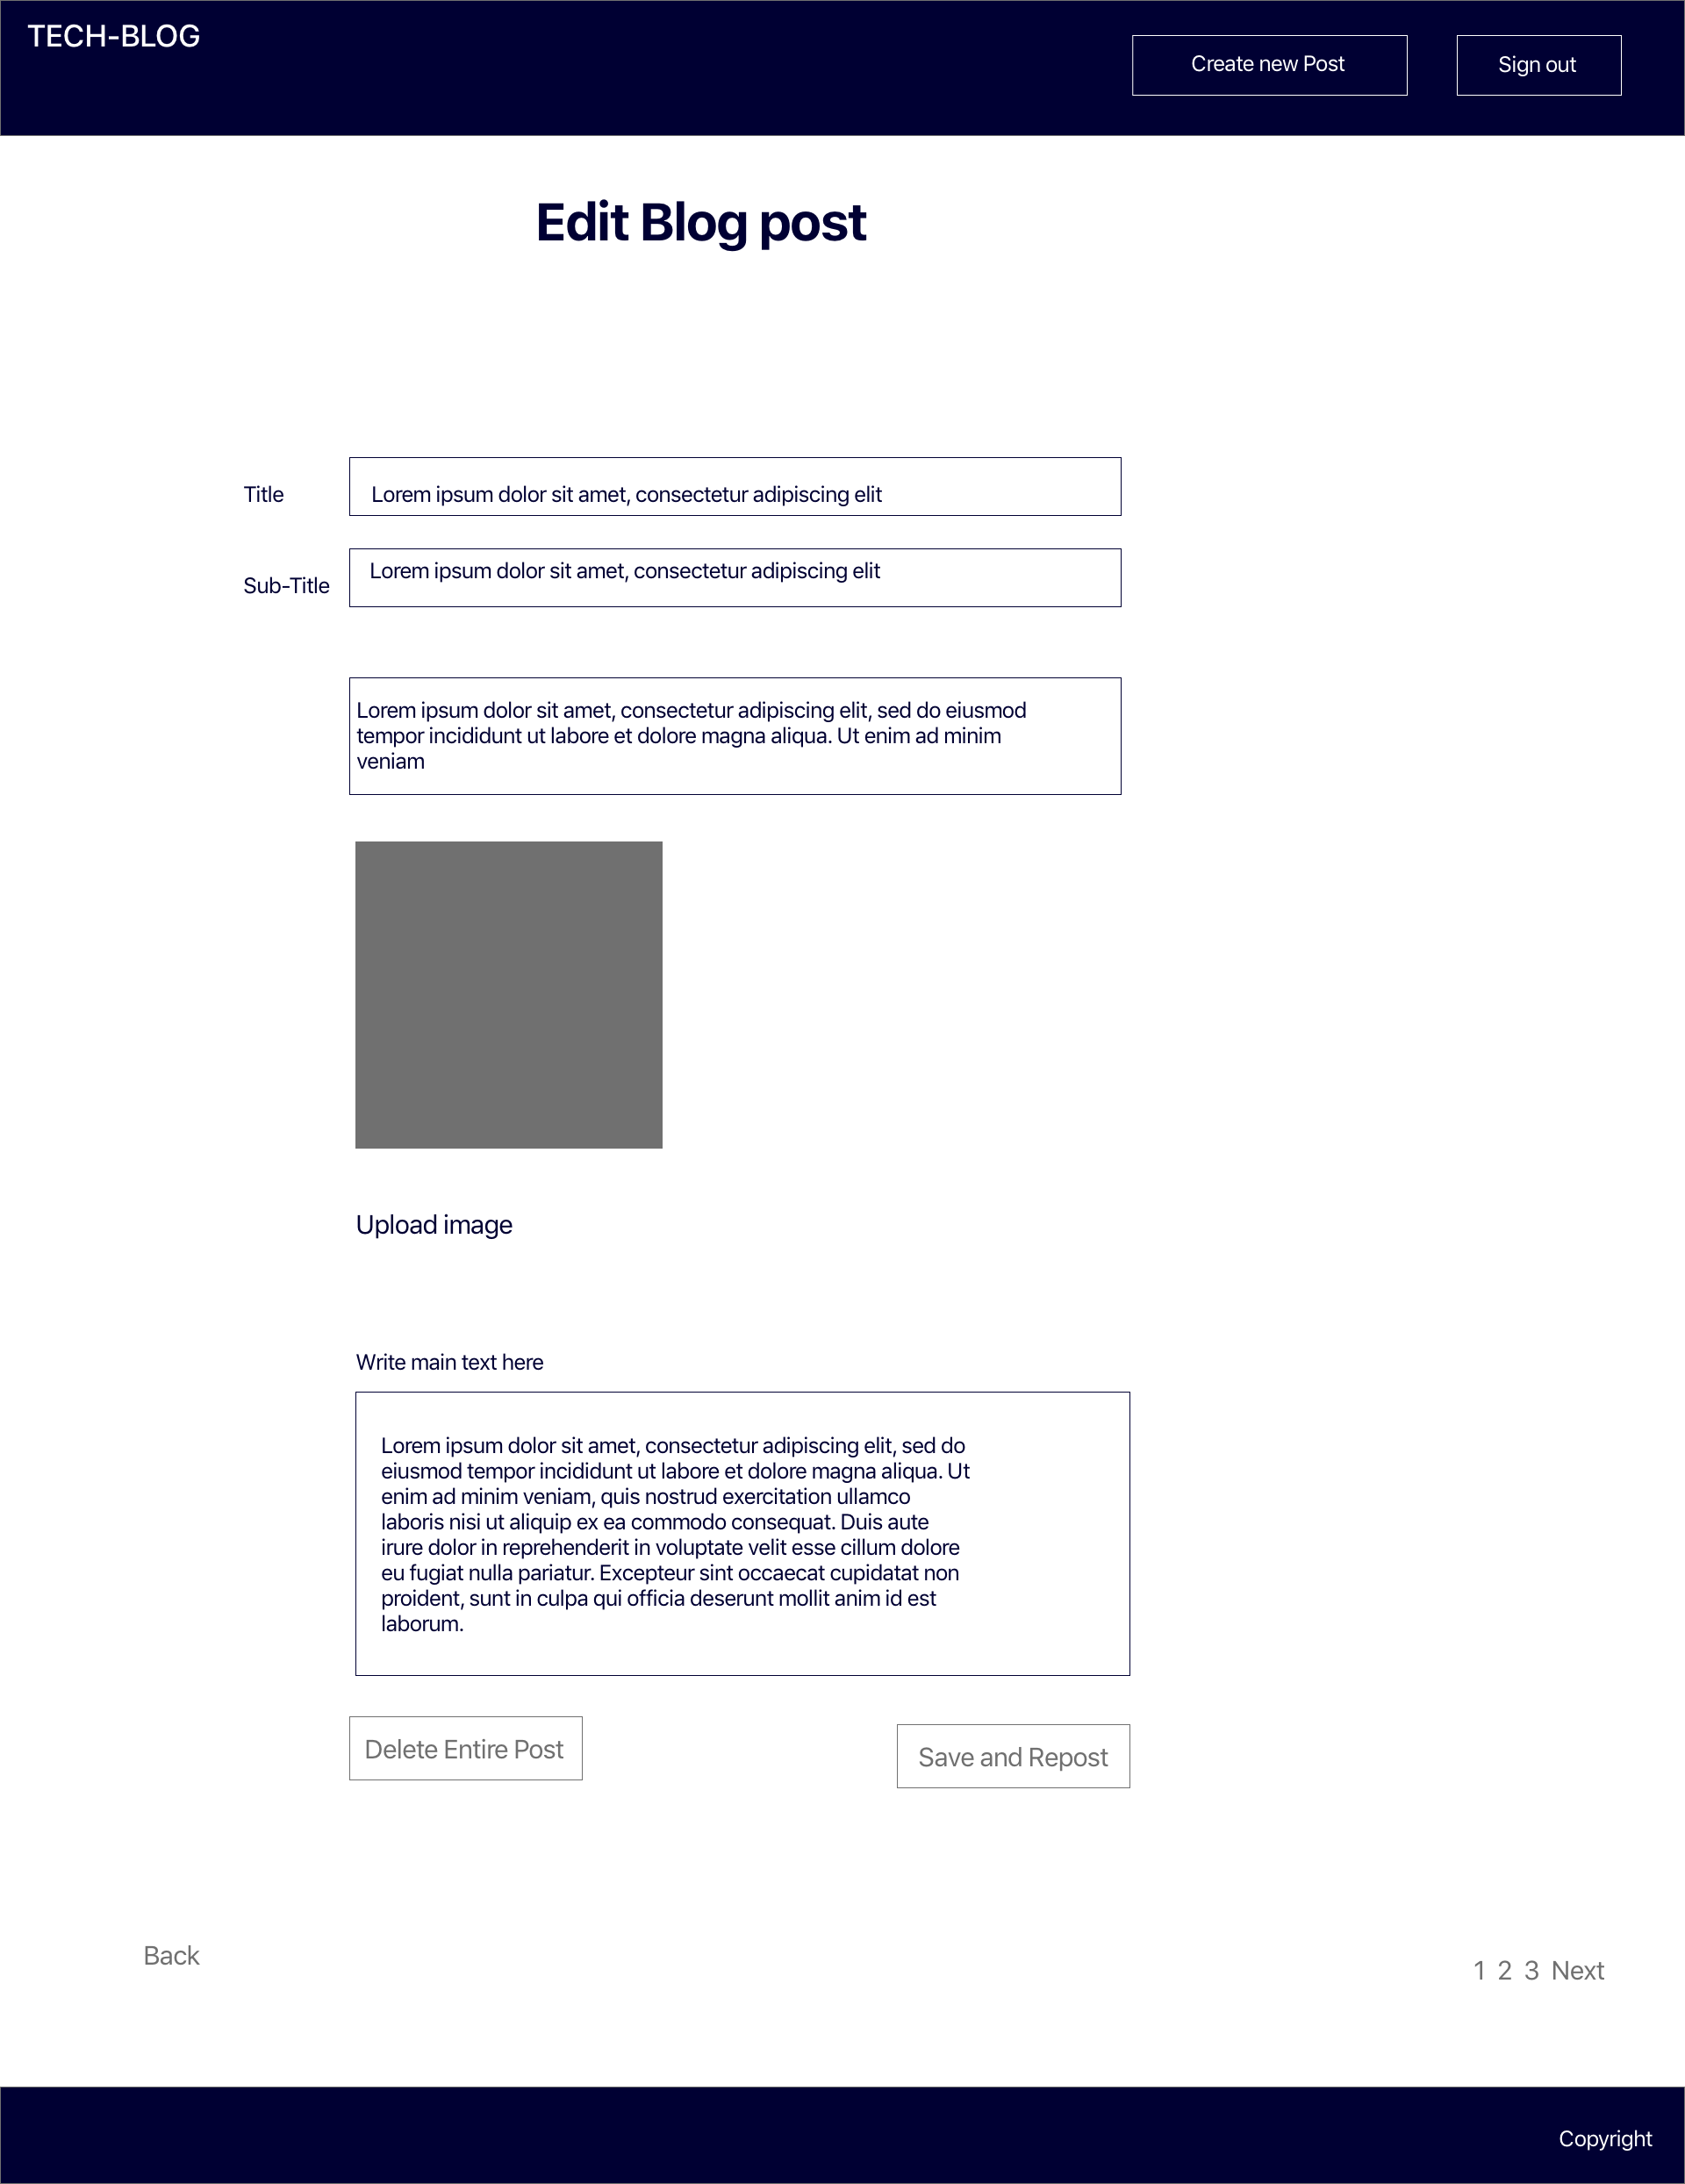 TECH-BLOG
Create new Post
Sign out
Edit Blog post
Title
Lorem ipsum dolor sit amet, consectetur adipiscing elit
Sub-Title
Lorem ipsum dolor sit amet, consectetur adipiscing elit
Lorem ipsum dolor sit amet, consectetur adipiscing elit, sed do eiusmod
tempor incididunt ut labore et dolore magna aliqua. Ut enim ad minim
veniam
Upload image
Write main text here
Lorem ipsum dolor sit amet, consectetur adipiscing elit, sed do
eiusmod tempor incididunt ut labore et dolore magna aliqua. Ut
enim ad minim veniam, quis nostrud exercitation ullamco
laboris nisi ut aliquip ex ea commodo consequat. Duis aute
irure dolor in reprehenderit in voluptate velit esse cillum dolore
eu fugiat nulla pariatur. Excepteur sint occaecat cupidatat non
proident, sunt in culpa qui officia deserunt mollit anim id est
laborum.
Delete Entire Post
Save and Repost
Back
1 2 3 Next
Copyright